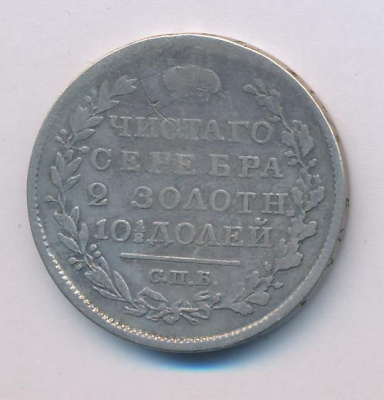 ЧИСТАГО
СЕРЕБРА
2 ЗОЛОТН.
10½ ДОЛЕЙ
С.П.Б.